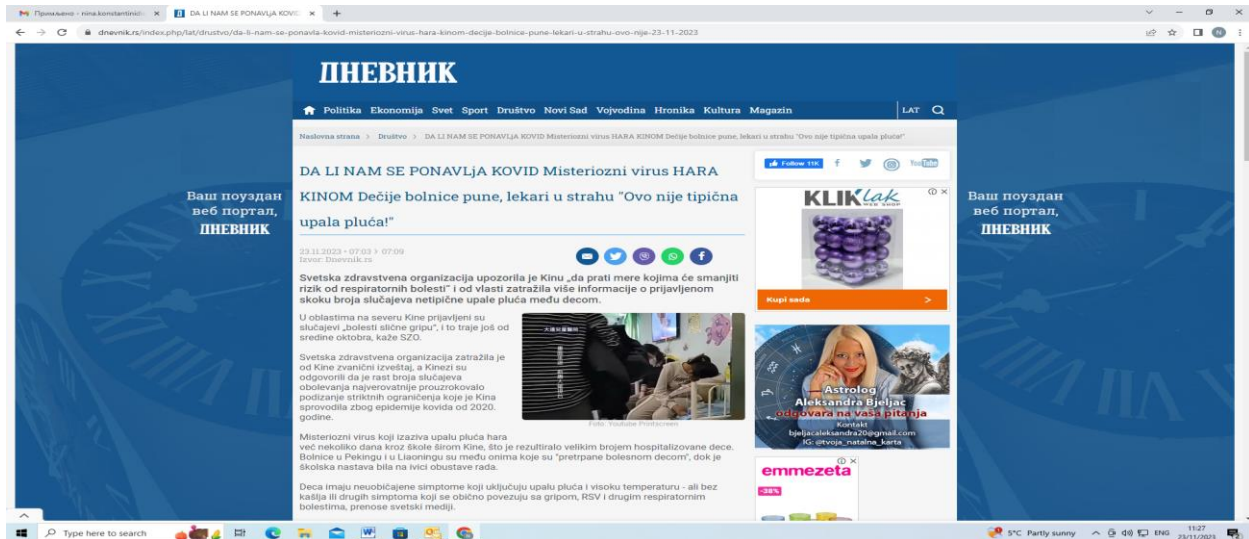 Примљено - nina.konstantinidi
DA LI NAM SE PONAVLjA KOVID
dnevnik.rs/index.php/lat/drustvo/da-li-nam-se-ponavla-kovid-misteriozni-virus-hara-kinom-decije-bolnice-pune-lekari-u-strahu-ovo-nije-23-11-2023
ДНЕВНИК
Politika Ekonomija Svet Sport Društvo Novi Sad Vojvodina Hronika Kultura Magazin LAT
Naslovna strana > Društvo > DA LI NAM SE PONAVLjA KOVID Misteriozni virus HARA KINOM Dečije bolnice pune, lekari u strahu "Ovo nije tipična upala pluća!"
DA LI NAM SE PONAVLjA KOVID Misteriozni virus HARA
KINOM Dečije bolnice pune, lekari u strahu "Ovo nije tipična
upala pluća!"
23.11.2023 · 07:03 > 07:09
Izvor: Dnevnik.rs
Svetska zdravstvena organizacija upozorila je Kinu „da prati mere kojima će smanjiti
rizik od respiratornih bolesti" i od vlasti zatražila više informacije o prijavljenom
skoku broja slučajeva netipične upale pluća među decom.
U oblastima na severu Kine prijavljeni su
slučajevi „bolesti slične gripu", i to traje još od
sredine oktobra, kaže SZO.
Svetska zdravstvena organizacija zatražila je
od Kine zvanični izveštaj, a Kinezi su
odgovorili da je rast broja slučajeva
obolevanja najverovatnije prouzrokovalo
podizanje striktnih ograničenja koje je Kina
sprovodila zbog epidemije kovida od 2020.
godine.
Foto: Youtube Printscreen
Misteriozni virus koji izaziva upalu pluća hara
već nekoliko dana kroz škole širom Kine, što je rezultiralo velikim brojem hospitalizovane dece.
Bolnice u Pekingu i u Liaoningu su među onima koje su "pretrpane bolesnom decom", dok je
školska nastava bila na ivici obustave rada.
Deca imaju neuobičajene simptome koji uključuju upalu pluća i visoku temperaturu - ali bez
kašlja ili drugih simptoma koji se obično povezuju sa gripom, RSV i drugim respiratornim
bolestima, prenose svetski mediji.
Follow 11K
YouTube
KLIKlak
WEB SHOP
Kupi sada
Astrolog
Aleksandra Bjeljac
odgovara na vaša pitanja
Kontakt
bjeljacaleksandra20@gmail.com
IG: @tvoja_natalna_karta
emmezeta
-38%
Ваш поуздан
веб портал,
ДНЕВНИК
Ваш поуздан
веб портал,
ДНЕВНИК
Type here to search
5°C Partly sunny
ENG
11:27
23/11/2023